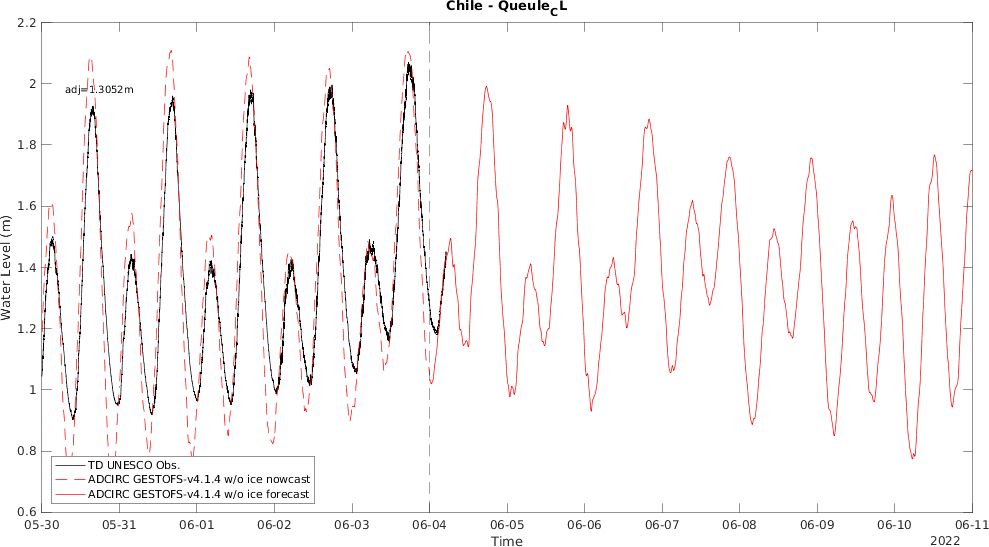 Chile - Queule_CL
2.2
2
1.8
1.6
1.4
1.2
1
0.8
0.6
Water Level (m)
adj=1.3052m
TD UNESCO Obs.
ADCIRC GESTOFS-v4.1.4 w/o ice nowcast
ADCIRC GESTOFS-v4.1.4 w/o ice forecast
05-30 05-31 06-01 06-02 06-03 06-04 06-05 06-06 06-07 06-08 06-09 06-10 06-11
Time
2022